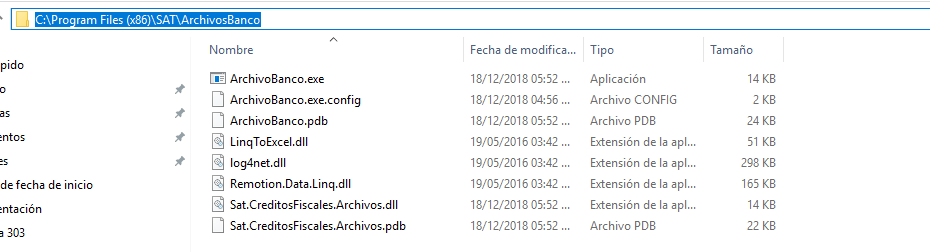 C:\Program Files (x86)\SAT\ArchivosBanco
Nombre Fecha de modifica... Tipo Tamaño
pido
o
ArchivoBanco.exe 18/12/2018 05:52 ... Aplicación 14 KB
ArchivoBanco.exe.config 18/12/2018 04:56 ... Archivo CONFIG 2 KB
as
ArchivoBanco.pdb 18/12/2018 05:52 ... Archivo PDB 24 KB
entos
LinqToExcel.dll 19/05/2016 03:42 ... Extensión de la apl... 51 KB
es
log4net.dll 19/05/2016 03:42 ... Extensión de la apl... 298 KB
de fecha de inicio
Remotion.Data.Linq.dll 19/05/2016 03:42 ... Extensión de la apl... 165 KB
entación
Sat.CreditosFiscales.Archivos.dll 18/12/2018 05:52 ... Extensión de la apl... 14 KB
a 303
Sat.CreditosFiscales.Archivos.pdb 18/12/2018 05:52 ... Archivo PDB 22 KB